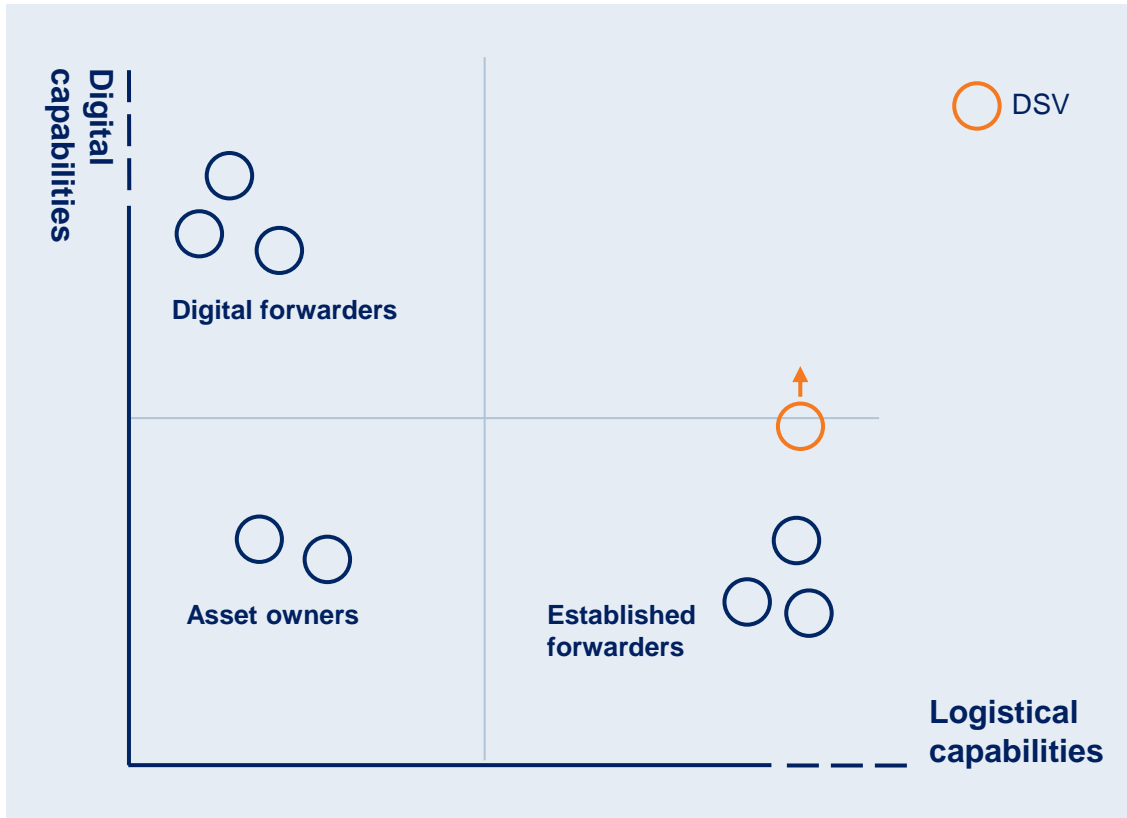 Digital
capabilities
DSV
Digital forwarders
Asset owners
Established
forwarders
Logistical
capabilities